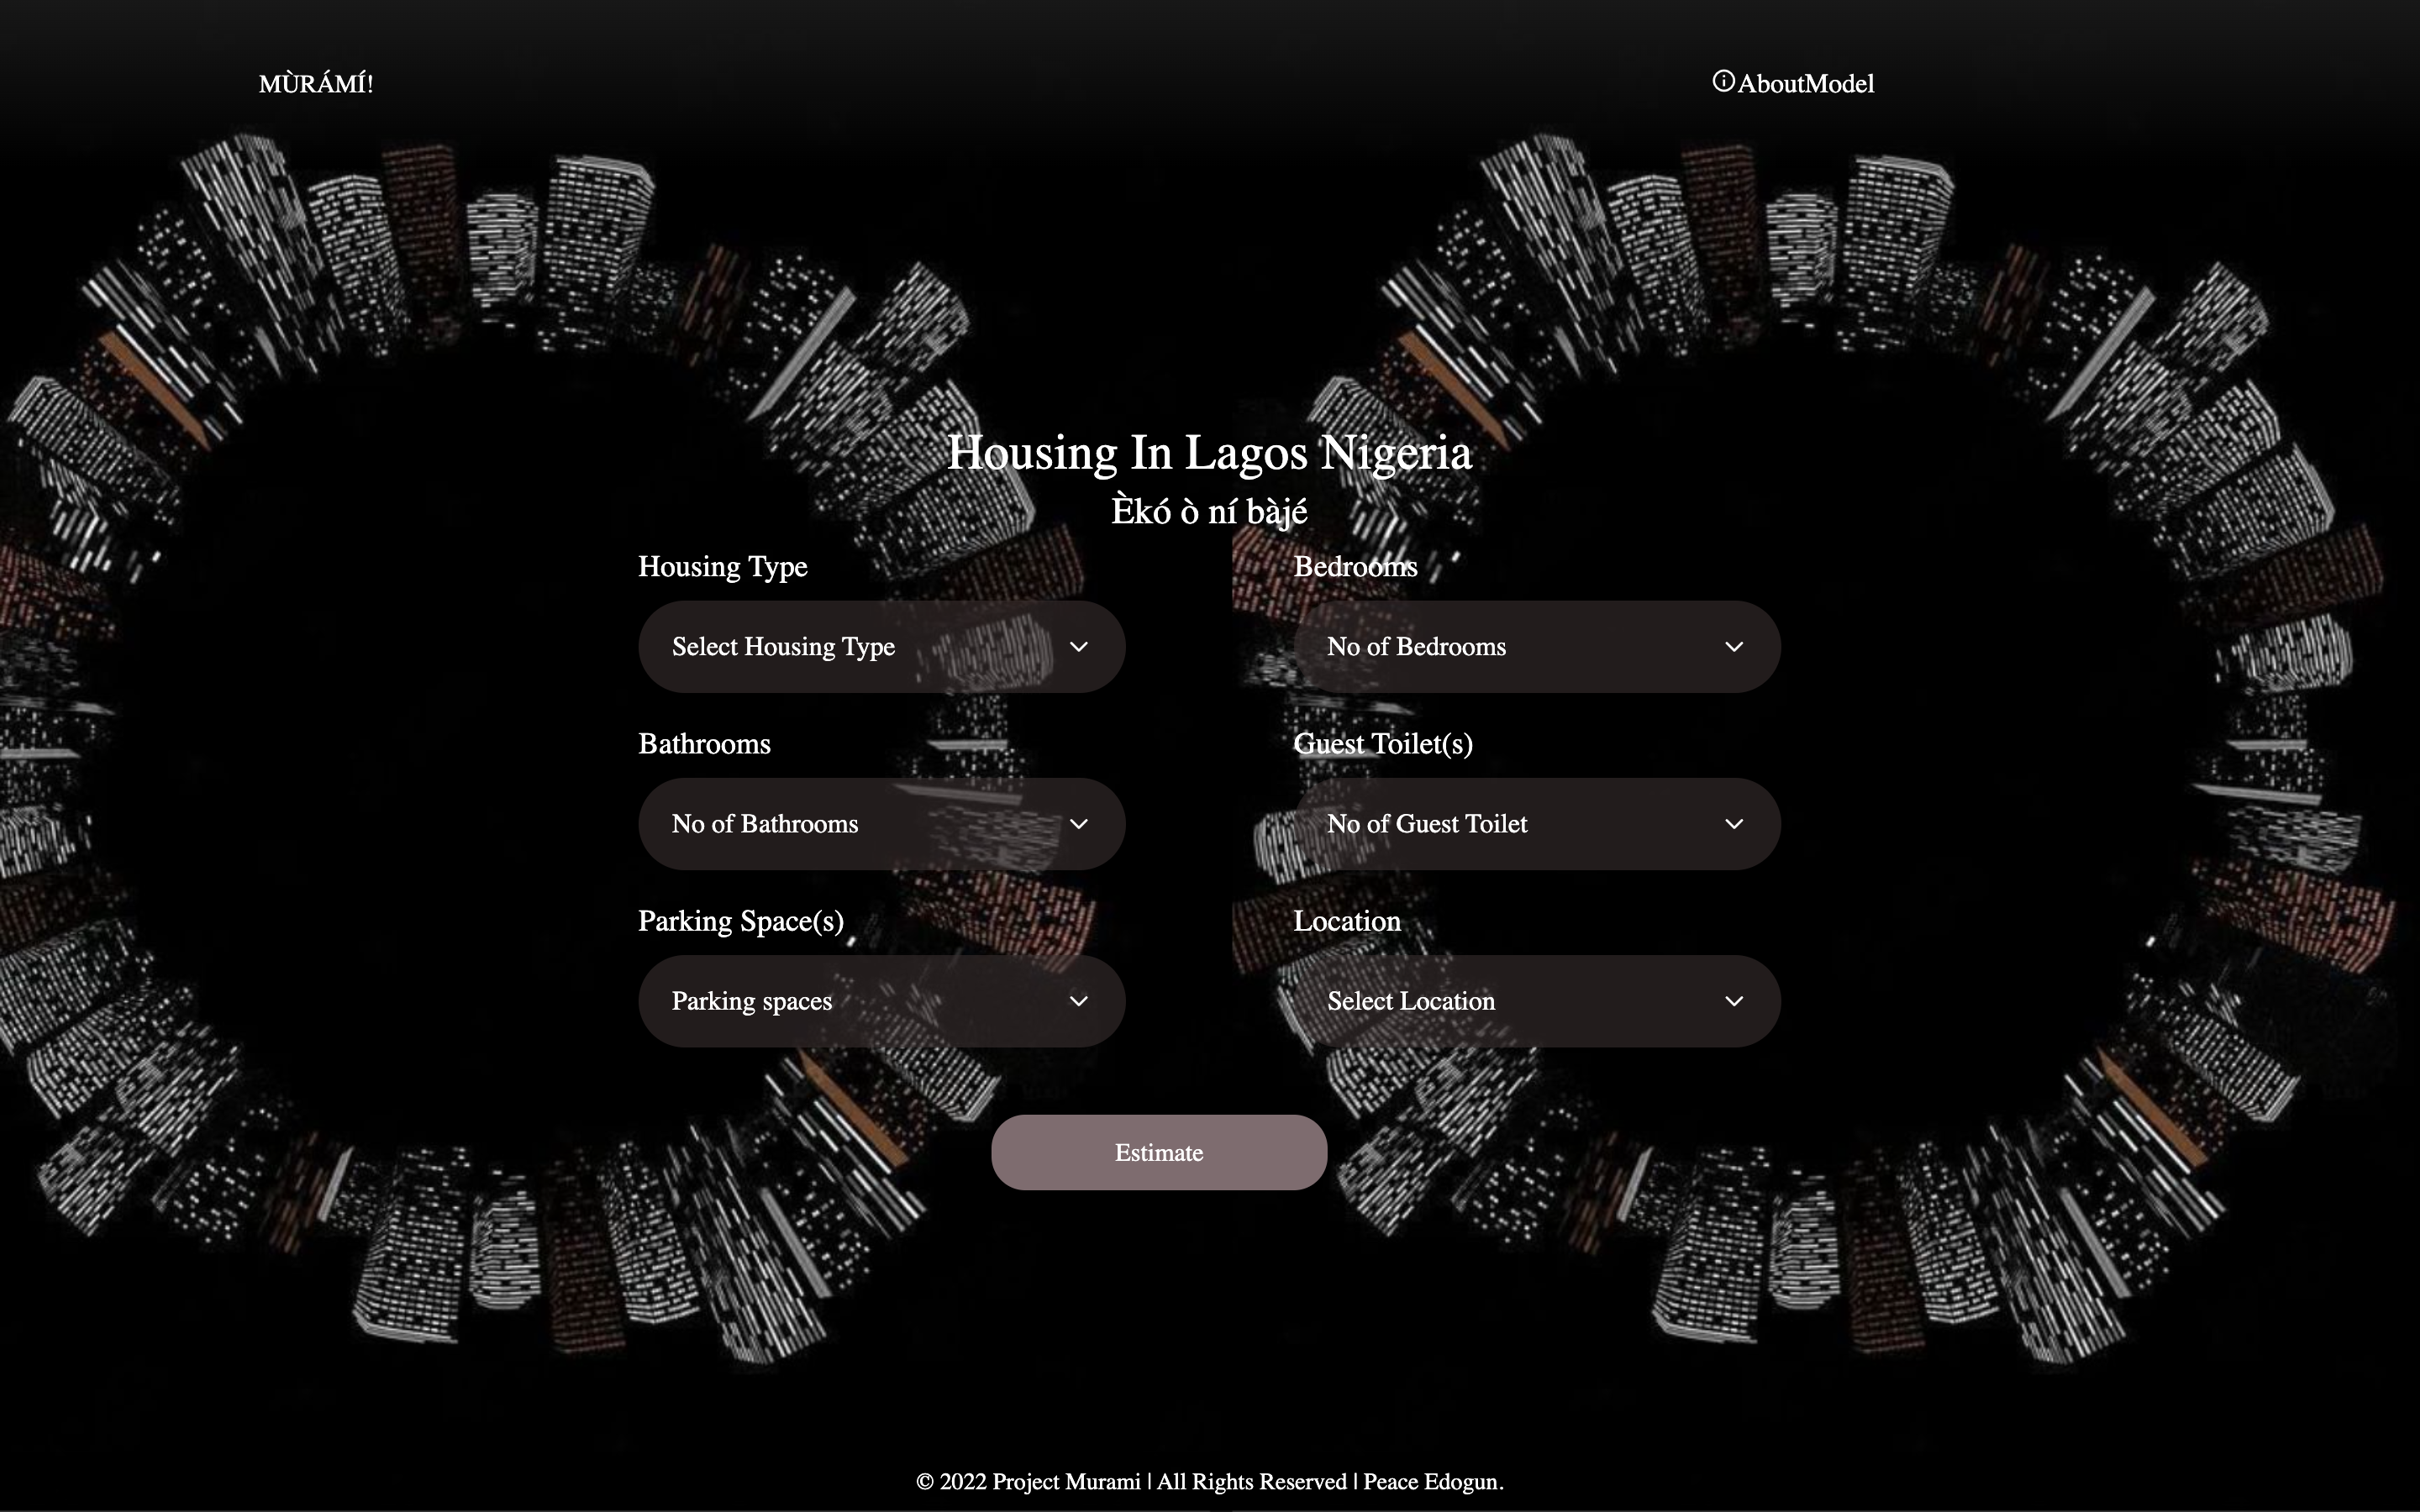 MÙRÁMÍ!
AboutModel
Housing In Lagos Nigeria
Èkó ò ní bàjé
Housing Type
Bedrooms
Select Housing Type
No of Bedrooms
Bathrooms
Guest Toilet(s)
No of Bathrooms
No of Guest Toilet
Parking Space(s)
Location
Parking spaces
Select Location
Estimate
© 2022 Project Murami | All Rights Reserved | Peace Edogun.